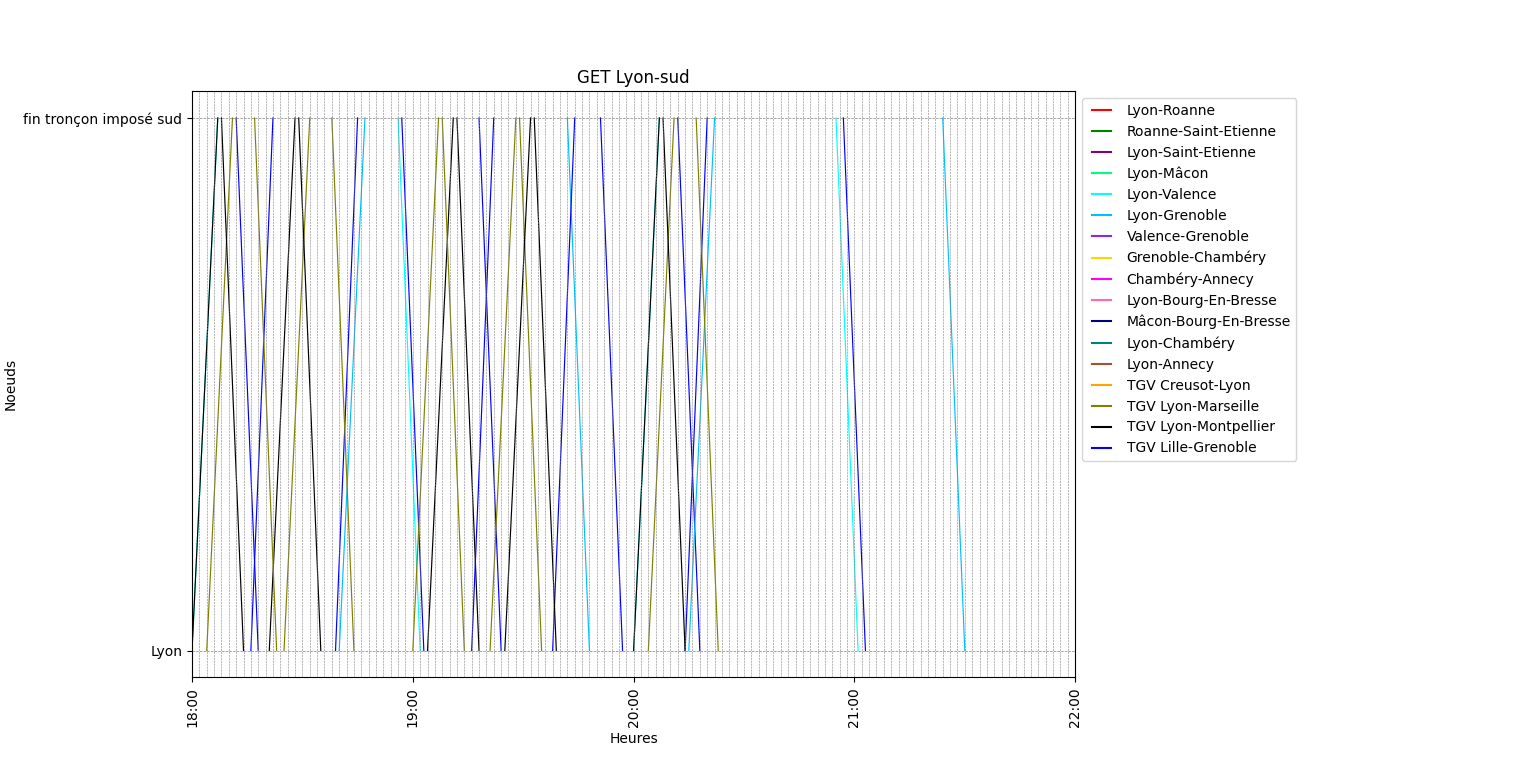 GET Lyon-sud
fin tronçon imposé sud
Lyon
Noeuds
18:00
19:00
20:00
21:00
22:00
Heures
Lyon-Roanne
Roanne-Saint-Etienne
Lyon-Saint-Etienne
Lyon-Mâcon
Lyon-Valence
Lyon-Grenoble
Valence-Grenoble
Grenoble-Chambéry
Chambéry-Annecy
Lyon-Bourg-En-Bresse
Mâcon-Bourg-En-Bresse
Lyon-Chambéry
Lyon-Annecy
TGV Creusot-Lyon
TGV Lyon-Marseille
TGV Lyon-Montpellier
TGV Lille-Grenoble